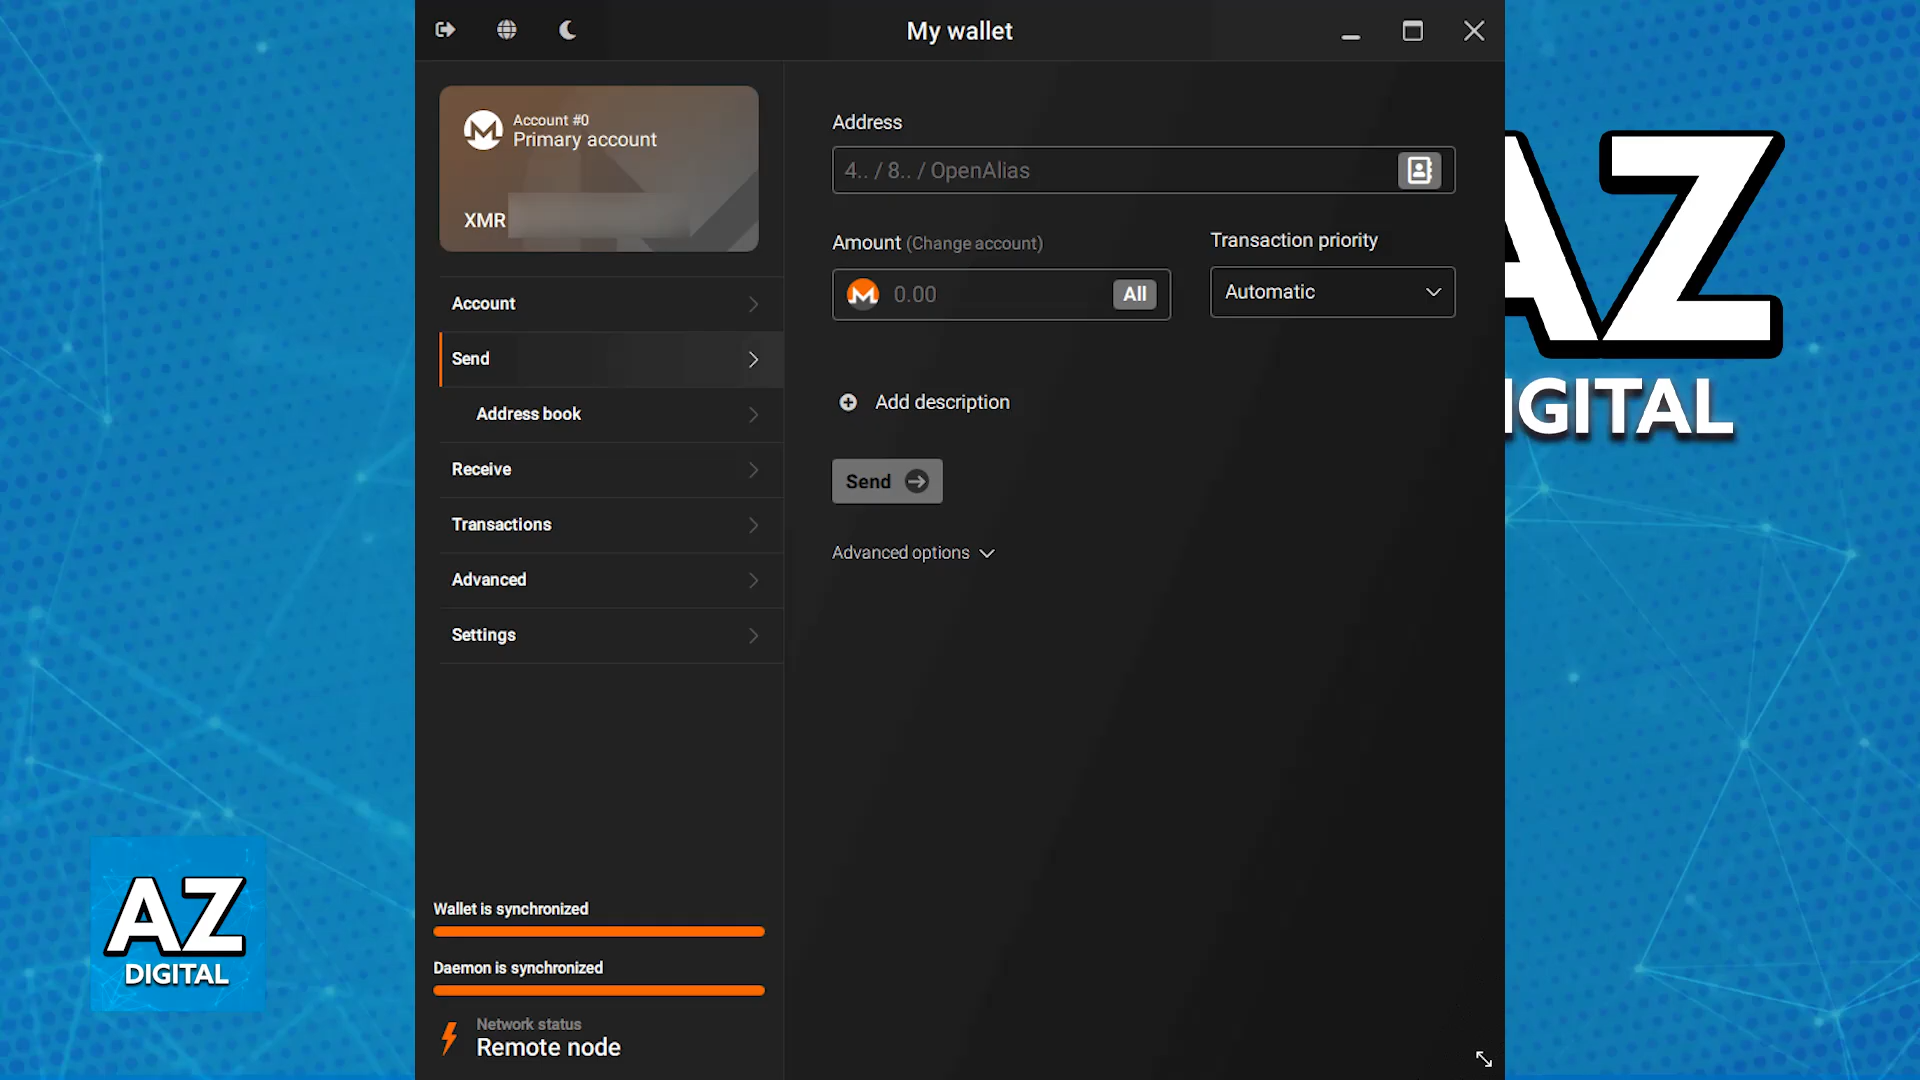 My wallet
Account #0
Primary account
XMR
Account
Send
Address book
Receive
Transactions
Advanced
Settings
Wallet is synchronized
Daemon is synchronized
Network status
Remote node
Address
4.. / 8.. / OpenAlias
Amount (Change account)
0.00
All
Transaction priority
Automatic
Add description
Send
Advanced options
AZ
IGITAL
AZ
DIGITAL